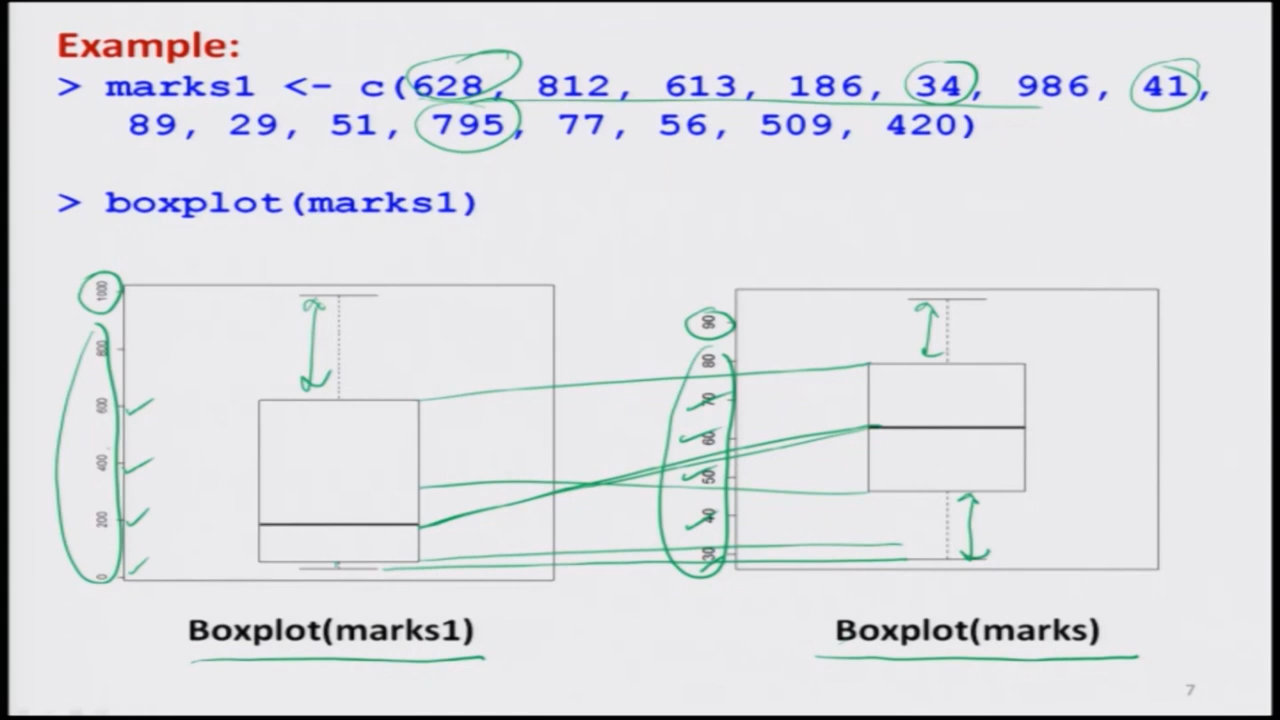 Example:
> marks1 <- c(628, 812, 613, 186, 34, 986, 41,
89, 29, 51, 795, 77, 56, 509, 420)
> boxplot(marks1)
1000
800
600
400
200
0
90
80
70
60
50
40
30
Boxplot(marks1)
Boxplot(marks)
7